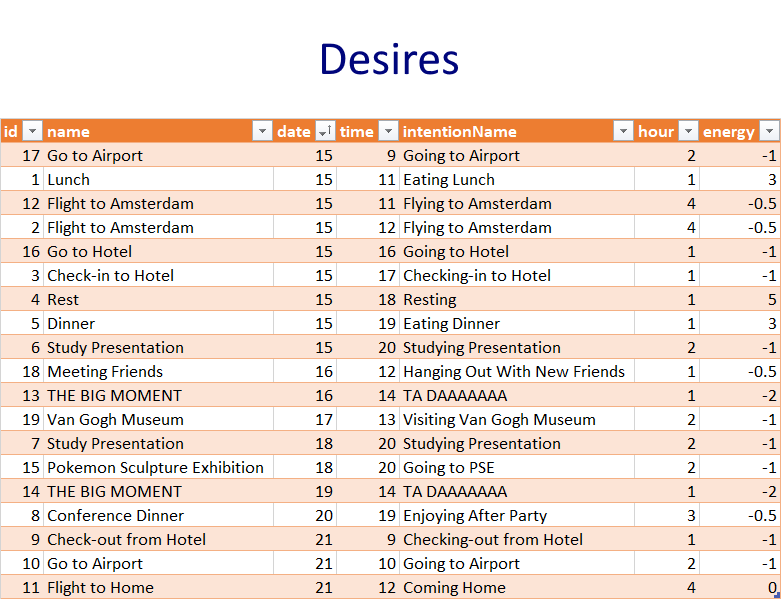 Desires
id name date time intentionName hour energy
17 Go to Airport 15 9 Going to Airport 2 -1
1 Lunch 15 11 Eating Lunch 1 3
12 Flight to Amsterdam 15 11 Flying to Amsterdam 4 -0.5
2 Flight to Amsterdam 15 12 Flying to Amsterdam 4 -0.5
16 Go to Hotel 15 16 Going to Hotel 1 -1
3 Check-in to Hotel 15 17 Checking-in to Hotel 1 -1
4 Rest 15 18 Resting 1 5
5 Dinner 15 19 Eating Dinner 1 3
6 Study Presentation 15 20 Studying Presentation 2 -1
18 Meeting Friends 16 12 Hanging Out With New Friends 1 -0.5
13 THE BIG MOMENT 16 14 TA DAAAAAAA 1 -2
19 Van Gogh Museum 17 13 Visiting Van Gogh Museum 2 -1
7 Study Presentation 18 20 Studying Presentation 2 -1
15 Pokemon Sculpture Exhibition 18 20 Going to PSE 2 -1
14 THE BIG MOMENT 19 14 TA DAAAAAAA 1 -2
8 Conference Dinner 20 19 Enjoying After Party 3 -0.5
9 Check-out from Hotel 21 9 Checking-out from Hotel 1 -1
10 Go to Airport 21 10 Going to Airport 2 -1
11 Flight to Home 21 12 Coming Home 4 0